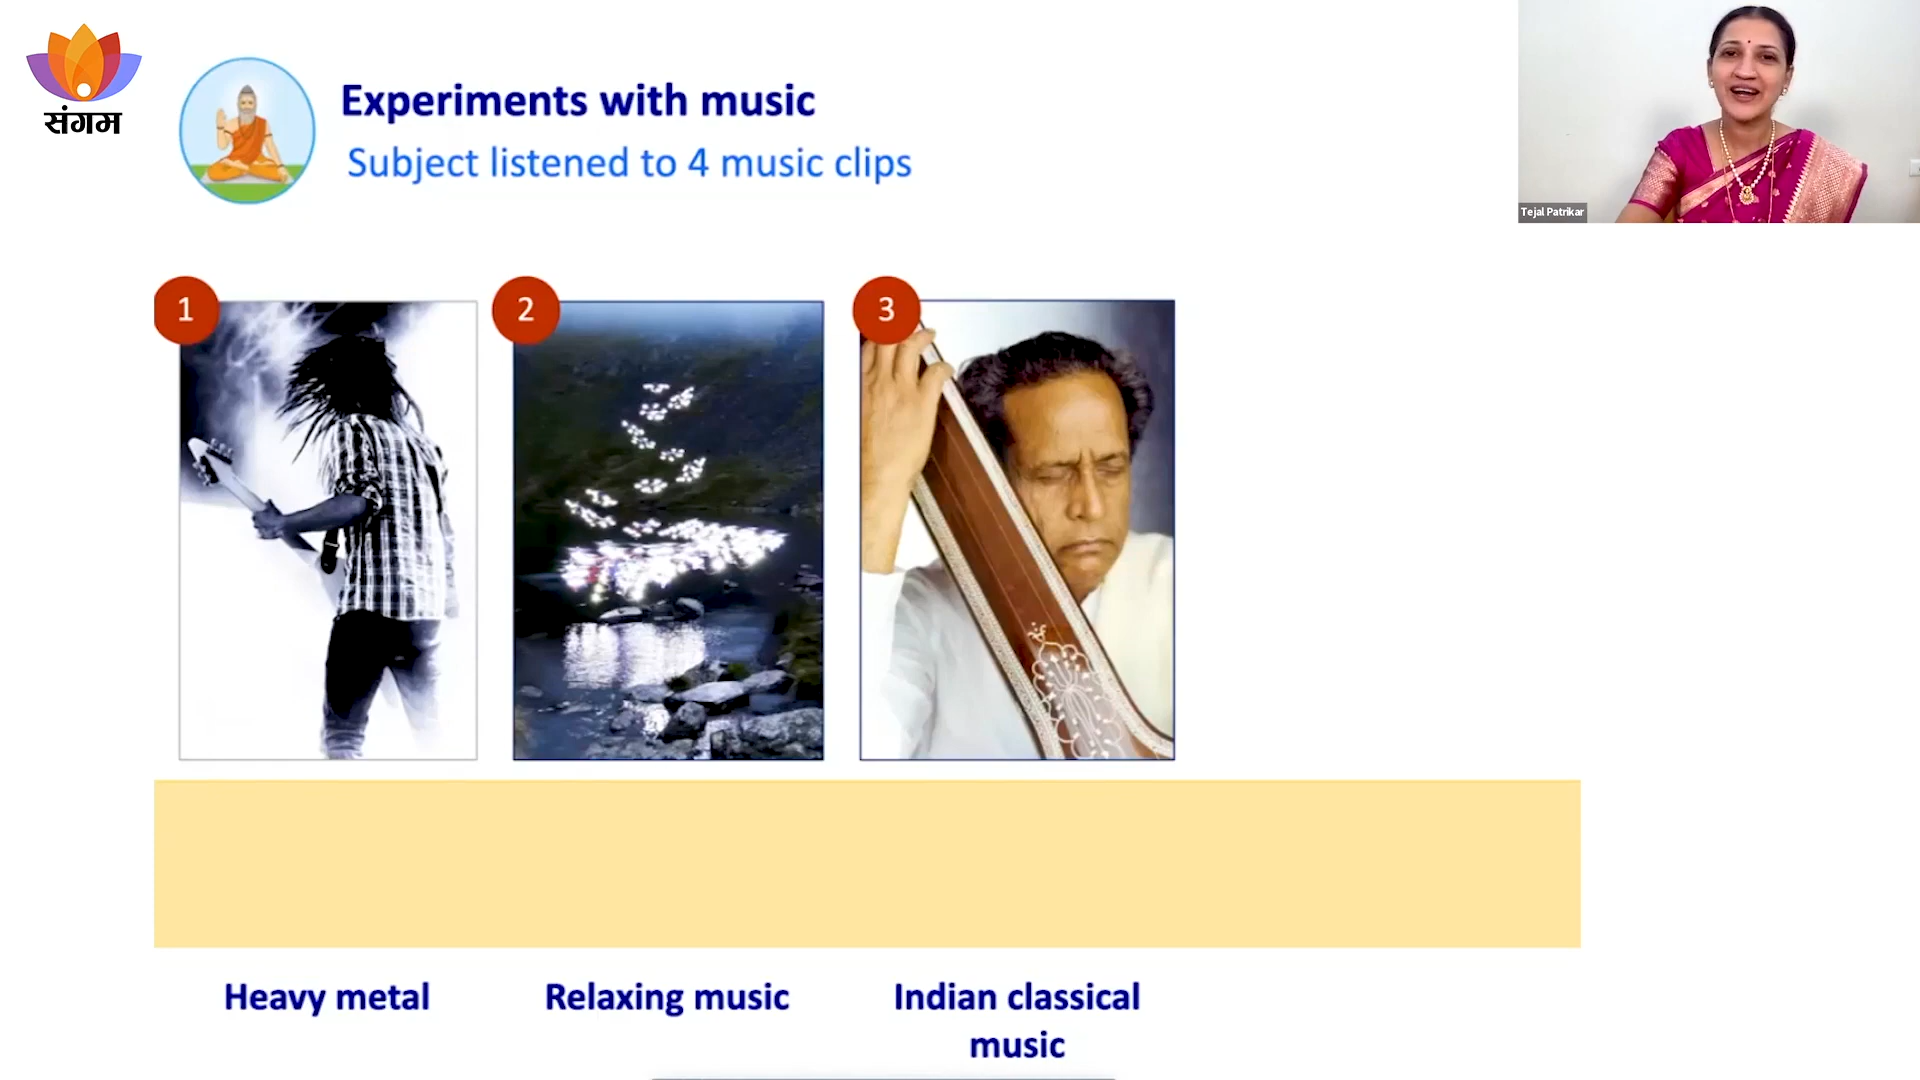 संगम
Experiments with music
Subject listened to 4 music clips
Tejal Patrikar
1
2
3
Heavy metal
Relaxing music
Indian classical
music